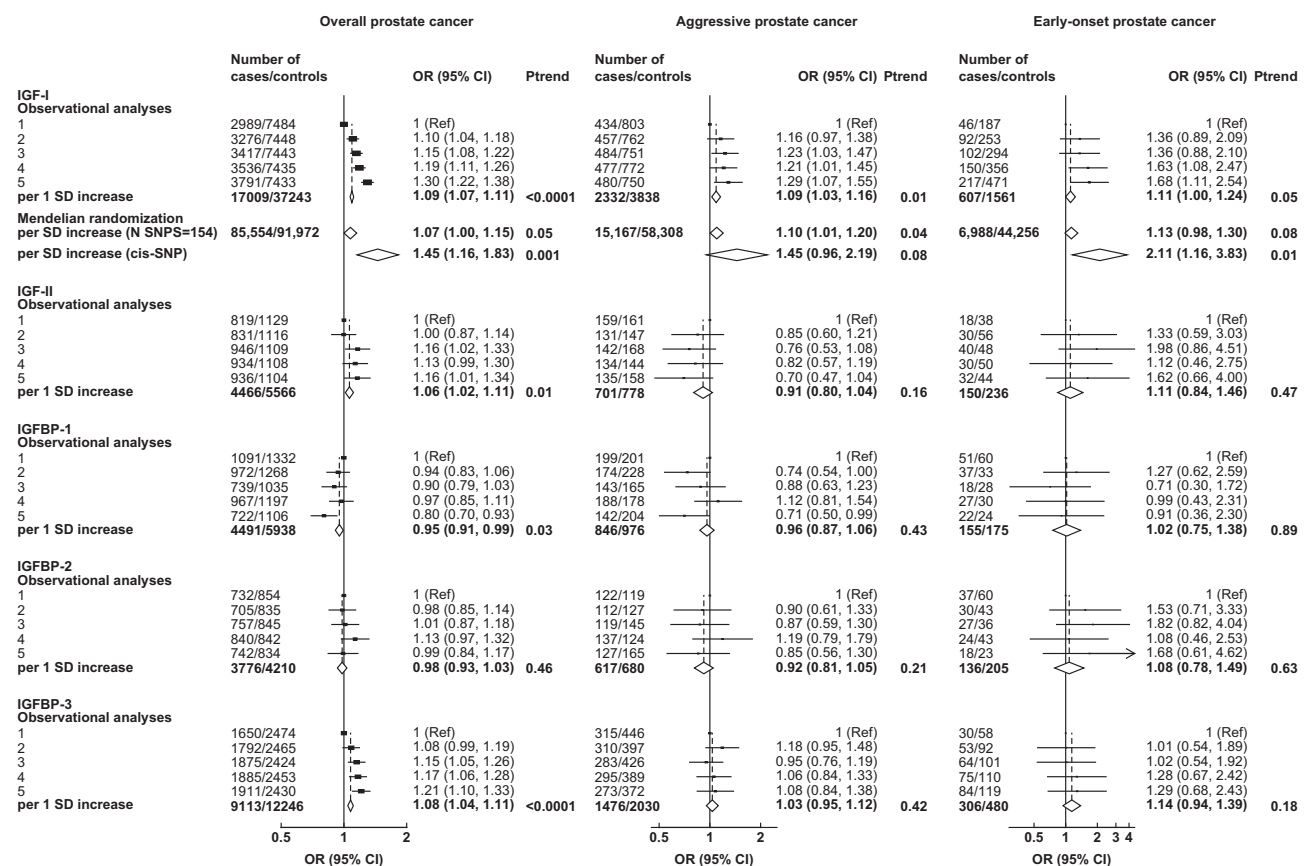 Overall prostate cancer Aggressive prostate cancer Early-onset prostate cancer
Number of Number of Number of
cases/controls OR (95% CI) Ptrend cases/controls OR (95% CI) Ptrend cases/controls OR (95% CI) Ptrend
IGF-I
Observational analyses
1 2989/7484 1 (Ref) 434/803 1 (Ref) 46/187 1 (Ref)
2 3276/7448 1.10 (1.04, 1.18) 457/762 1.16 (0.97, 1.38) 92/253 1.36 (0.89, 2.09)
3 3417/7443 1.15 (1.08, 1.22) 484/751 1.23 (1.03, 1.47) 102/294 1.36 (0.88, 2.10)
4 3536/7435 1.19 (1.11, 1.26) 477/772 1.21 (1.01, 1.45) 150/356 1.63 (1.08, 2.47)
5 3791/7433 1.30 (1.22, 1.38) 480/750 1.29 (1.07, 1.55) 217/471 1.68 (1.11, 2.54)
per 1 SD increase 17009/37243 1.09 (1.07, 1.11) <0.0001 2332/3838 1.09 (1.03, 1.16) 0.01 607/1561 1.11 (1.00, 1.24) 0.05
Mendelian randomization
per SD increase (N SNPS=154) 85,554/91,972 1.07 (1.00, 1.15) 0.05 15,167/58,308 1.10 (1.01, 1.20) 0.04 6,988/44,256 1.13 (0.98, 1.30) 0.08
per SD increase (cis-SNP) 1.45 (1.16, 1.83) 0.001 1.45 (0.96, 2.19) 0.08 2.11 (1.16, 3.83) 0.01
IGF-II
Observational analyses
1 819/1129 1 (Ref) 159/161 1 (Ref) 18/38 1 (Ref)
2 831/1116 1.00 (0.87, 1.14) 131/147 0.85 (0.60, 1.21) 30/56 1.33 (0.59, 3.03)
3 946/1109 1.16 (1.02, 1.33) 142/168 0.76 (0.53, 1.08) 40/48 1.98 (0.86, 4.51)
4 934/1108 1.13 (0.99, 1.30) 134/144 0.82 (0.57, 1.19) 30/50 1.12 (0.46, 2.75)
5 936/1104 1.16 (1.01, 1.34) 135/158 0.70 (0.47, 1.04) 32/44 1.62 (0.66, 4.00)
per 1 SD increase 4466/5566 1.06 (1.02, 1.11) 0.01 701/778 0.91 (0.80, 1.04) 0.16 150/236 1.11 (0.84, 1.46) 0.47
IGFBP-1
Observational analyses
1 1091/1332 1 (Ref) 199/201 1 (Ref) 51/60 1 (Ref)
2 972/1268 0.94 (0.83, 1.06) 174/228 0.74 (0.54, 1.00) 37/33 1.27 (0.62, 2.59)
3 739/1035 0.90 (0.79, 1.03) 143/165 0.88 (0.63, 1.23) 18/28 0.71 (0.30, 1.72)
4 967/1197 0.97 (0.85, 1.11) 188/178 1.12 (0.81, 1.54) 27/30 0.99 (0.43, 2.31)
5 722/1106 0.80 (0.70, 0.93) 142/204 0.71 (0.50, 0.99) 22/24 0.91 (0.36, 2.30)
per 1 SD increase 4491/5938 0.95 (0.91, 0.99) 0.03 846/976 0.96 (0.87, 1.06) 0.43 155/175 1.02 (0.75, 1.38) 0.89
IGFBP-2
Observational analyses
1 732/854 1 (Ref) 122/119 1 (Ref) 37/60 1 (Ref)
2 705/835 0.98 (0.85, 1.14) 112/127 0.90 (0.61, 1.33) 30/43 1.53 (0.71, 3.33)
3 757/845 1.01 (0.87, 1.18) 119/145 0.87 (0.59, 1.30) 27/36 1.82 (0.82, 4.04)
4 840/842 1.13 (0.97, 1.32) 137/124 1.19 (0.79, 1.79) 24/43 1.08 (0.46, 2.53)
5 742/834 0.99 (0.84, 1.17) 127/165 0.85 (0.56, 1.30) 18/23 1.68 (0.61, 4.62)
per 1 SD increase 3776/4210 0.98 (0.93, 1.03) 0.46 617/680 0.92 (0.81, 1.05) 0.21 136/205 1.08 (0.78, 1.49) 0.63
IGFBP-3
Observational analyses
1 1650/2474 1 (Ref) 315/446 1 (Ref) 30/58 1 (Ref)
2 1792/2465 1.08 (0.99, 1.19) 310/397 1.18 (0.95, 1.48) 53/92 1.01 (0.54, 1.89)
3 1875/2424 1.15 (1.05, 1.26) 283/426 0.95 (0.76, 1.19) 64/101 1.02 (0.54, 1.92)
4 1885/2453 1.17 (1.06, 1.28) 295/389 1.06 (0.84, 1.33) 75/110 1.28 (0.67, 2.42)
5 1911/2430 1.21 (1.10, 1.33) 273/372 1.08 (0.84, 1.38) 84/119 1.29 (0.68, 2.43)
per 1 SD increase 9113/12246 1.08 (1.04, 1.11) <0.0001 1476/2030 1.03 (0.95, 1.12) 0.42 306/480 1.14 (0.94, 1.39) 0.18
0.5 1 2 0.5 1 2 0.5 1 2 3 4
OR (95% CI) OR (95% CI) OR (95% CI)